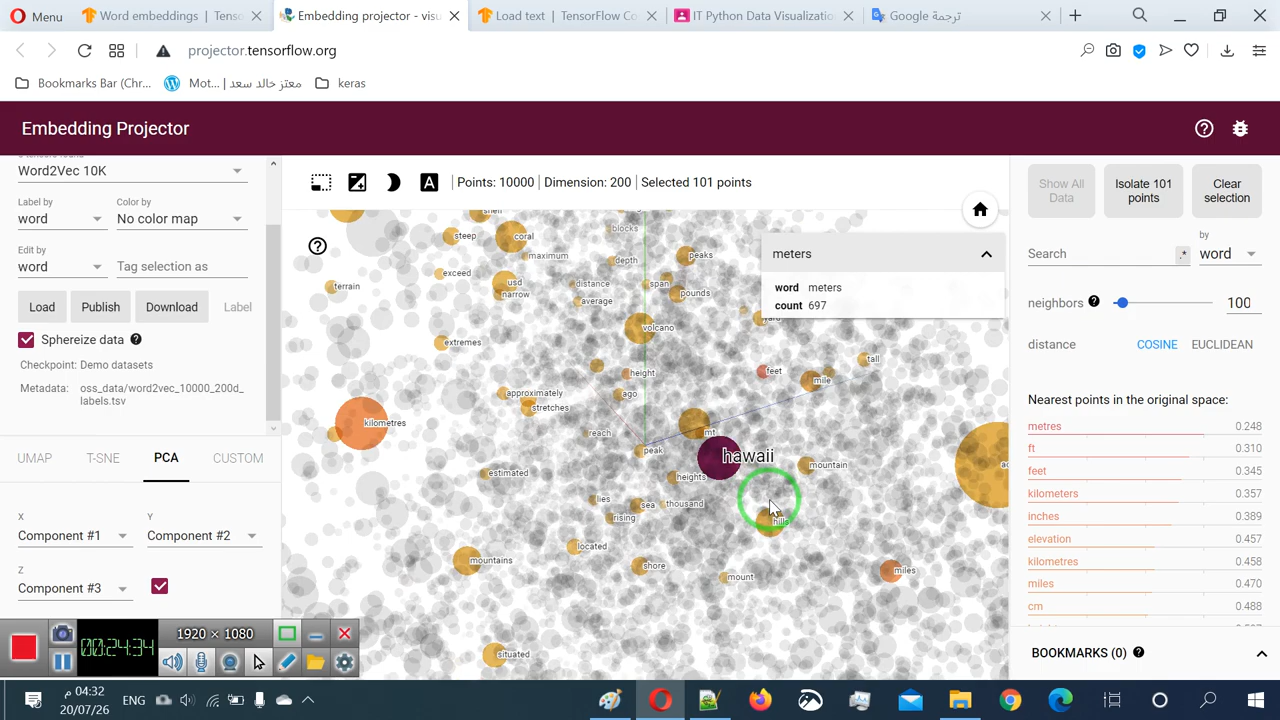 Word embeddings | Tenso
Embedding projector - visu
Load text | TensorFlow Co
IT Python Data Visualizatio
ترجمة Google
projector.tensorflow.org
Bookmarks Bar (Chr...
Mot... | معتز خالد سعد
keras
Embedding Projector
Word2Vec 10K
Label by
Color by
word
No color map
Edit by
word
Tag selection as
Load
Publish
Download
Label
Sphereize data
Checkpoint: Demo datasets
Metadata: oss_data/word2vec_10000_200d_
labels.tsv
UMAP
T-SNE
PCA
CUSTOM
X
Y
Component #1
Component #2
Z
Component #3
A
Points: 10000
Dimension: 200
Selected 101 points
shell
blocks
steep
coral
maximum
depth
peaks
exceed
usd
narrow
distance
span
pounds
average
terrain
yard
volcano
extremes
height
feet
tall
mile
ago
approximately
stretches
kilometres
reach
mt
peak
hawaii
mountain
estimated
heights
lies
sea
thousand
rising
hills
located
mountains
shore
mount
miles
situated
meters
word meters
count 697
Show All
Data
Isolate 101
points
Clear
selection
by
Search
.*
word
neighbors
100
distance
COSINE
EUCLIDEAN
Nearest points in the original space:
metres 0.248
ft 0.310
feet 0.345
kilometers 0.357
inches 0.389
elevation 0.457
kilometres 0.458
miles 0.470
cm 0.488
BOOKMARKS (0)
00:24:34
1920 × 1080
04:32 م
20/07/26
ENG